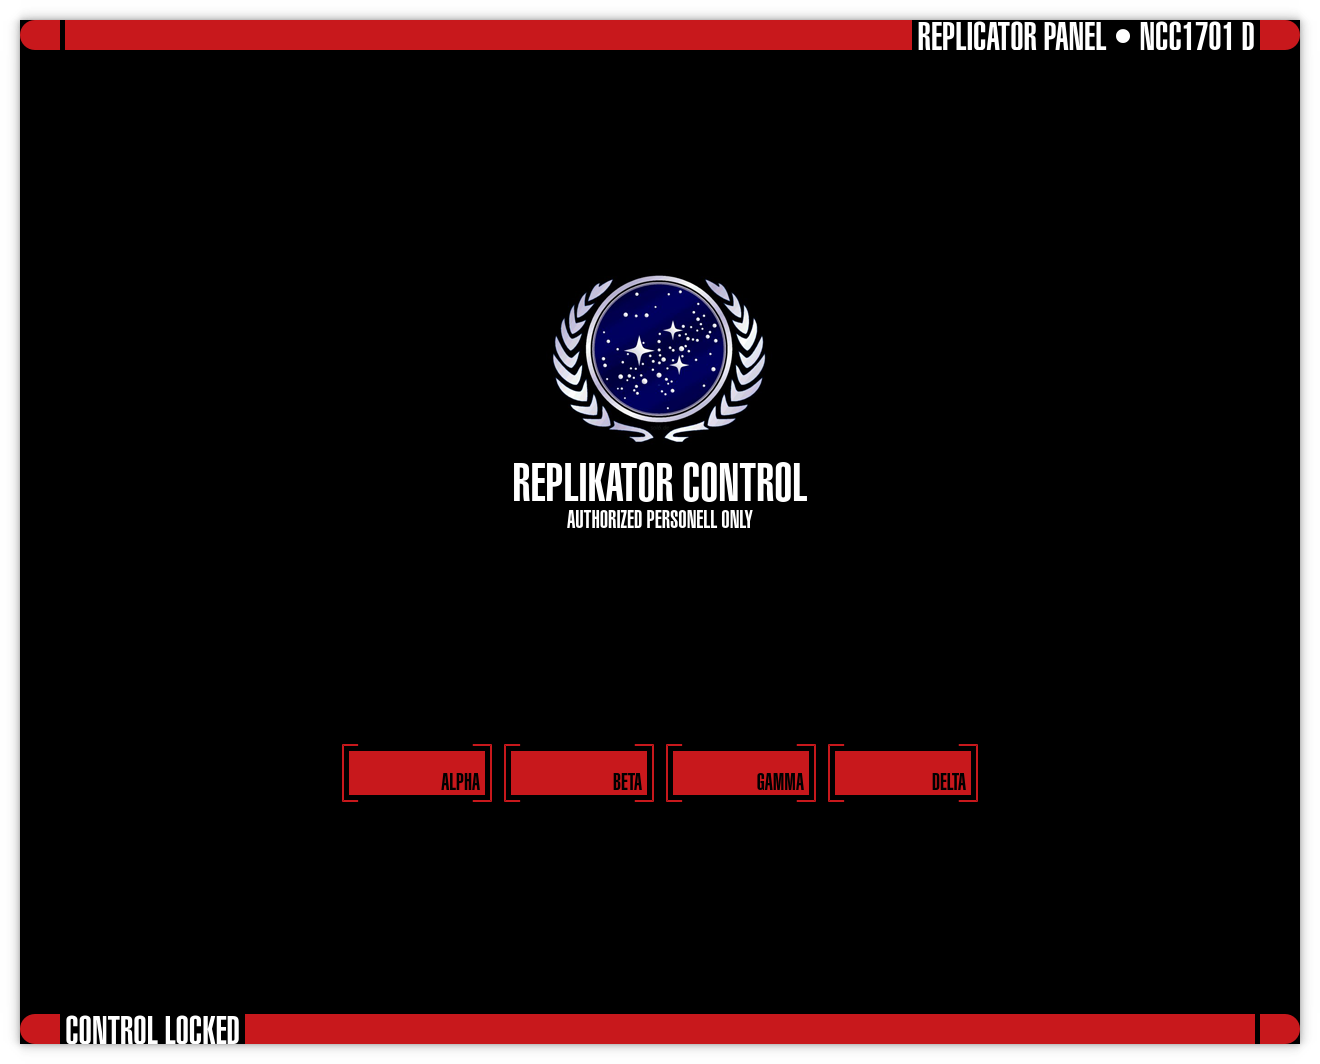 REPLICATOR PANEL • NCC1701 D
REPLIKATOR CONTROL
AUTHORIZED PERSONELL ONLY
ALPHA
BETA
GAMMA
DELTA
CONTROL LOCKED